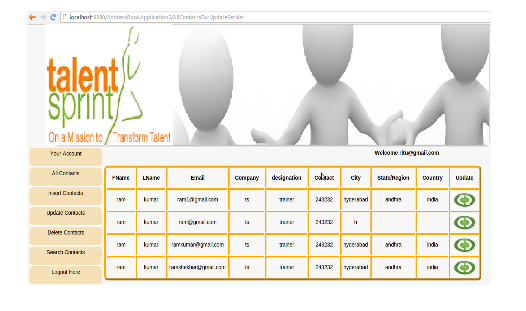 localhost:8080/AddressBookApplication5/AllContactsForUpdateServlet
talent
sprint
On a Mission to Transform Talent
Welcome ritu@gmail.com
Your Account
All Contacts
Insert Contacts
Update Contacts
Delete Contacts
Search Contacts
Logout Here
FName LName Email Company designation Contact City State/Region Country Update
ram kumar ram1@gmail.com ts trainer 243232 hyderabad andhra india
ram kumar ram@gmail.com ts trainer 243232 h
ram kumar ramkumar@gmail.com ts trainer 243232 hyderabad andhra india
ram kumar ramshekhar@gmail.com ts trainer 243232 hyderabad andhra india